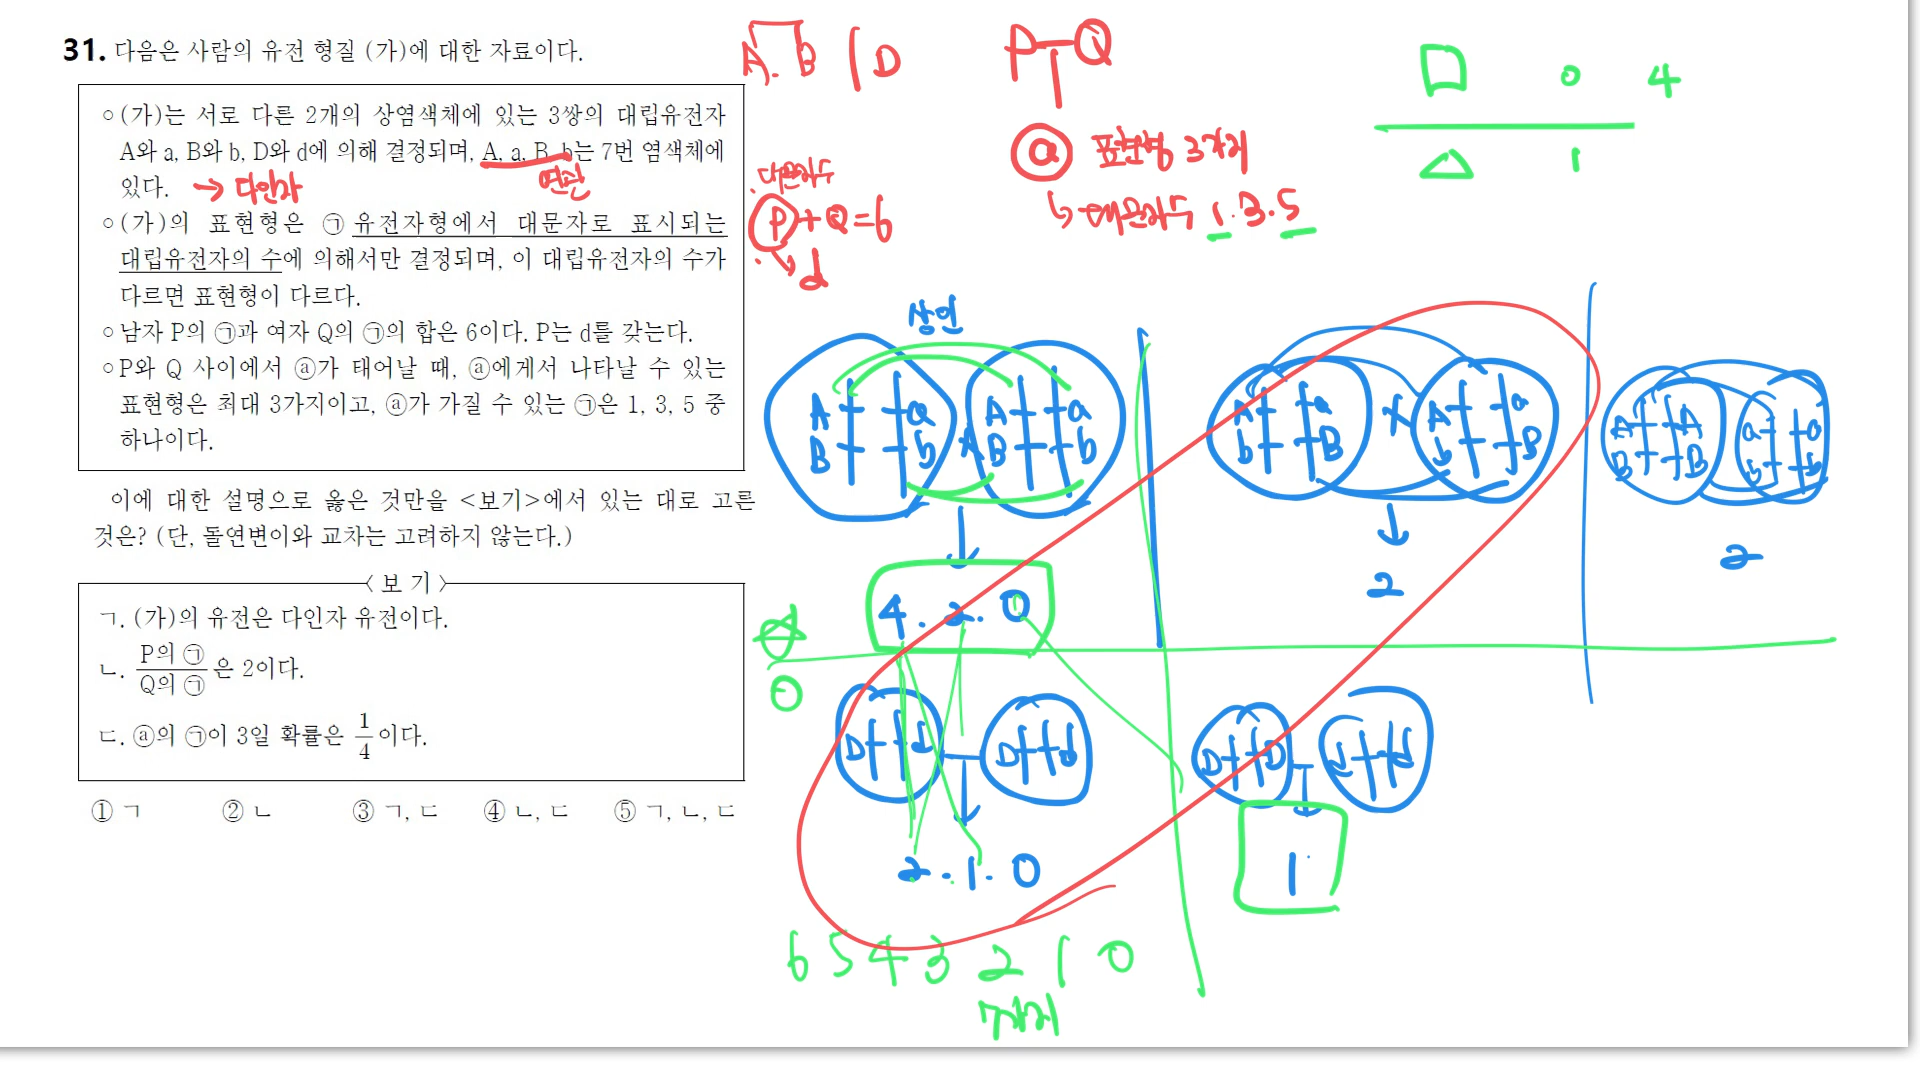 31. 다음은 사람의 유전 형질 (가)에 대한 자료이다.
○ (가)는 서로 다른 2개의 상염색체에 있는 3쌍의 대립유전자
A와 a, B와 b, D와 d에 의해 결정되며, A, a, B, b는 7번 염색체에
있다.
→ 다인자
연관
○ (가)의 표현형은 ㉠ 유전자형에서 대문자로 표시되는
대립유전자의 수에 의해서만 결정되며, 이 대립유전자의 수가
다르면 표현형이 다르다.
○ 남자 P의 ㉠과 여자 Q의 ㉠의 합은 6이다. P는 d를 갖는다.
○ P와 Q 사이에서 ⓐ가 태어날 때, ⓐ에게서 나타날 수 있는
표현형은 최대 3가지이고, ⓐ가 가질 수 있는 ㉠은 1, 3, 5 중
하나이다.
이에 대한 설명으로 옳은 것만을 <보기>에서 있는 대로 고른
것은? (단, 돌연변이와 교차는 고려하지 않는다.)
<보 기>
ㄱ. (가)의 유전은 다인자 유전이다.
ㄴ. P의 ㉠ / Q의 ㉠ 은 2이다.
ㄷ. ⓐ의 ㉠이 3일 확률은 1/4이다.
① ㄱ ② ㄴ ③ ㄱ, ㄷ ④ ㄴ, ㄷ ⑤ ㄱ, ㄴ, ㄷ
A. B | D
P Q
ⓐ 표현형 3가지
↳ 대문자수 1. 3. 5
대문자수
P + Q = 6
→ d
□ 0 4
△ 1
상인
A a A a
B b B b
4. 2. 0
A a × A a
b B b B
2
A A a a
B B b b
2
☆
○
D d D d
2. 1. 0
D D d d
1
6 5 4 3 2 1 0
7가지